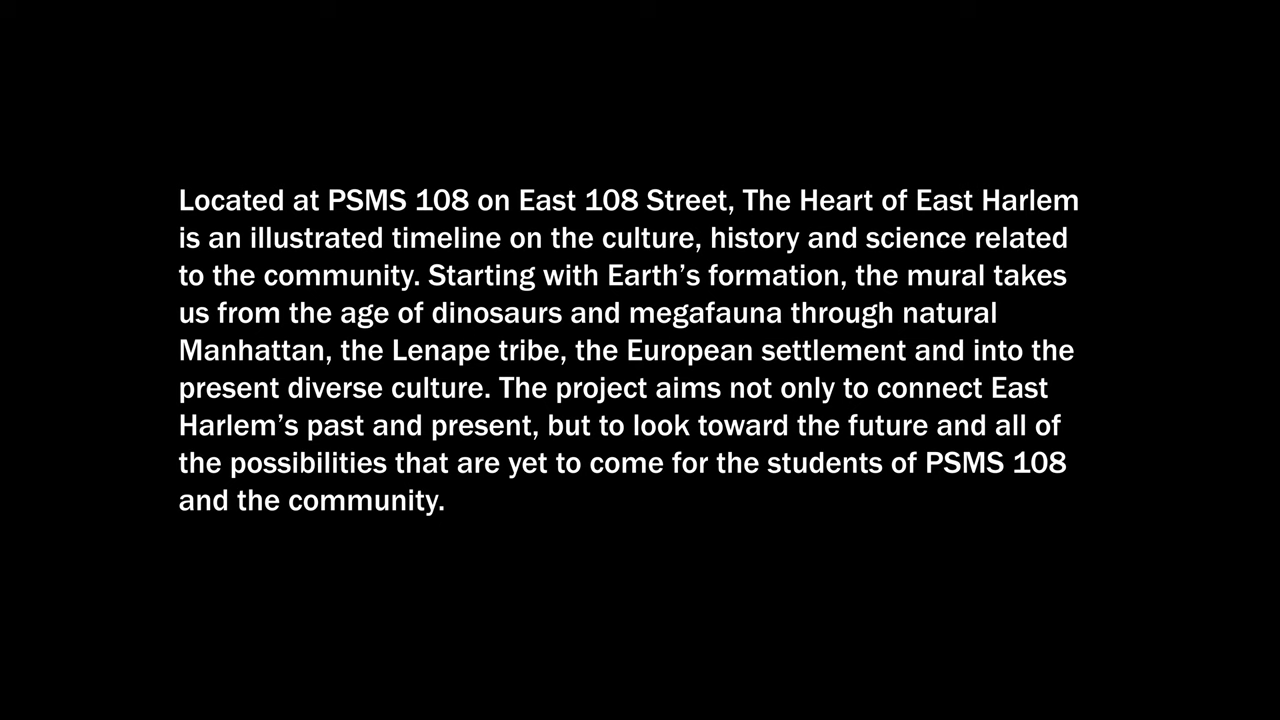 Located at PSMS 108 on East 108 Street, The Heart of East Harlem
is an illustrated timeline on the culture, history and science related
to the community. Starting with Earth’s formation, the mural takes
us from the age of dinosaurs and megafauna through natural
Manhattan, the Lenape tribe, the European settlement and into the
present diverse culture. The project aims not only to connect East
Harlem’s past and present, but to look toward the future and all of
the possibilities that are yet to come for the students of PSMS 108
and the community.